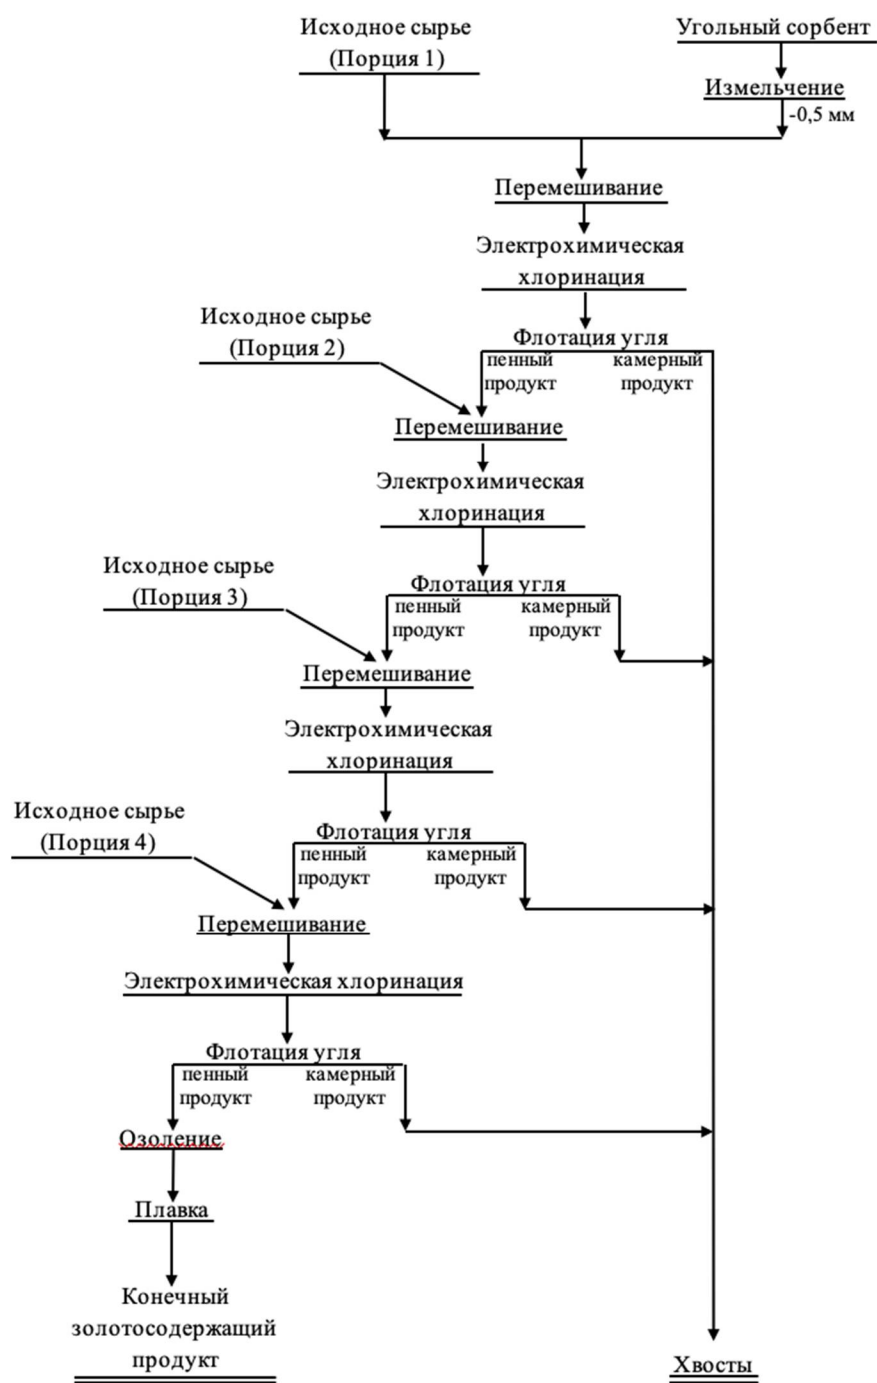 Исходное сырье
(Порция 1)
Угольный сорбент
Измельчение
-0,5 мм
Перемешивание
Электрохимическая
хлоринация
Флотация угля
пенный
продукт
камерный
продукт
Исходное сырье
(Порция 2)
Перемешивание
Электрохимическая
хлоринация
Флотация угля
пенный
продукт
камерный
продукт
Исходное сырье
(Порция 3)
Перемешивание
Электрохимическая
хлоринация
Флотация угля
пенный
продукт
камерный
продукт
Исходное сырье
(Порция 4)
Перемешивание
Электрохимическая хлоринация
Флотация угля
пенный
продукт
камерный
продукт
Озоление
Плавка
Конечный
золотосодержащий
продукт
Хвосты